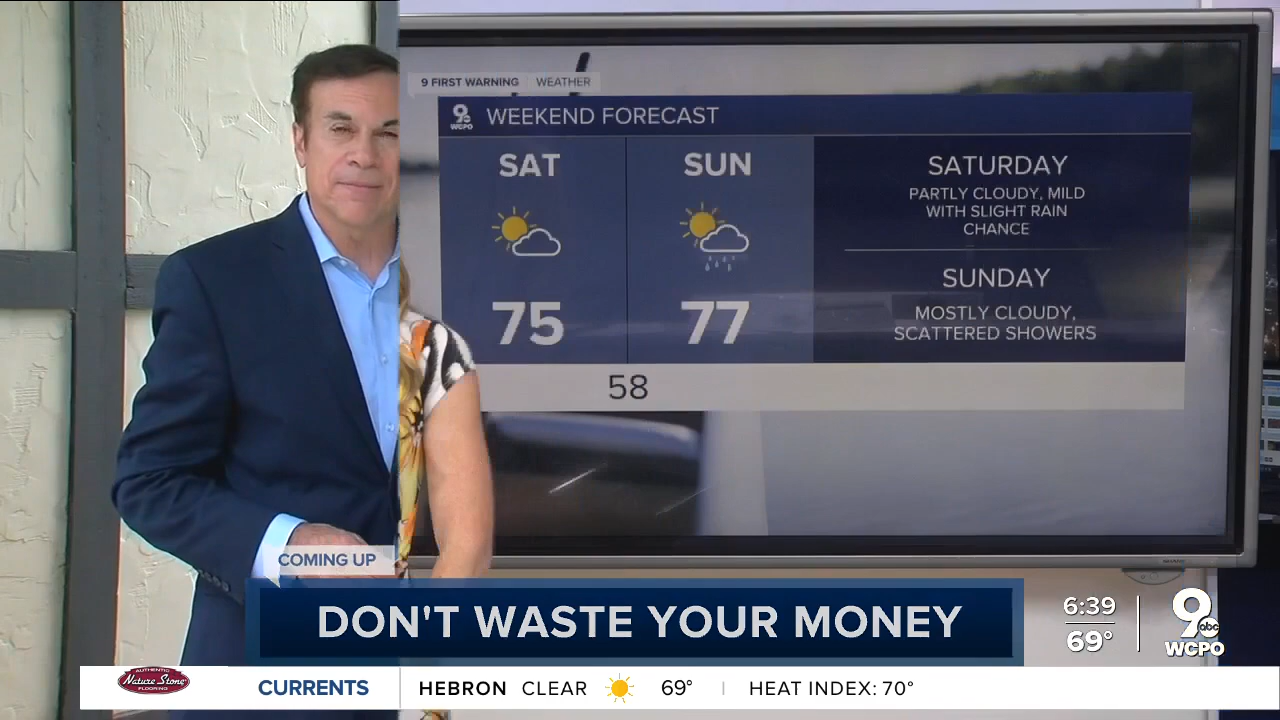 9 FIRST WARNING WEATHER
9 WCPO WEEKEND FORECAST
SAT
SUN
75
77
58
SATURDAY
PARTLY CLOUDY, MILD
WITH SLIGHT RAIN
CHANCE
SUNDAY
MOSTLY CLOUDY,
SCATTERED SHOWERS
COMING UP
DON'T WASTE YOUR MONEY
6:39
69°
9 abc
WCPO
AUTHENTIC
Nature Stone
FLOORING
CURRENTS HEBRON CLEAR 69° HEAT INDEX: 70°